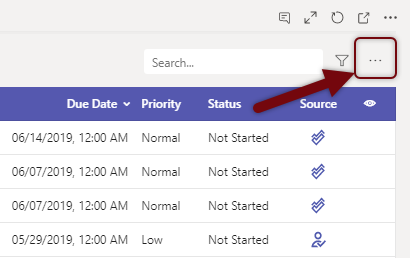 Search...
Due Date Priority Status Source
06/14/2019, 12:00 AM Normal Not Started
06/07/2019, 12:00 AM Normal Not Started
06/07/2019, 12:00 AM Normal Not Started
05/29/2019, 12:00 AM Low Not Started